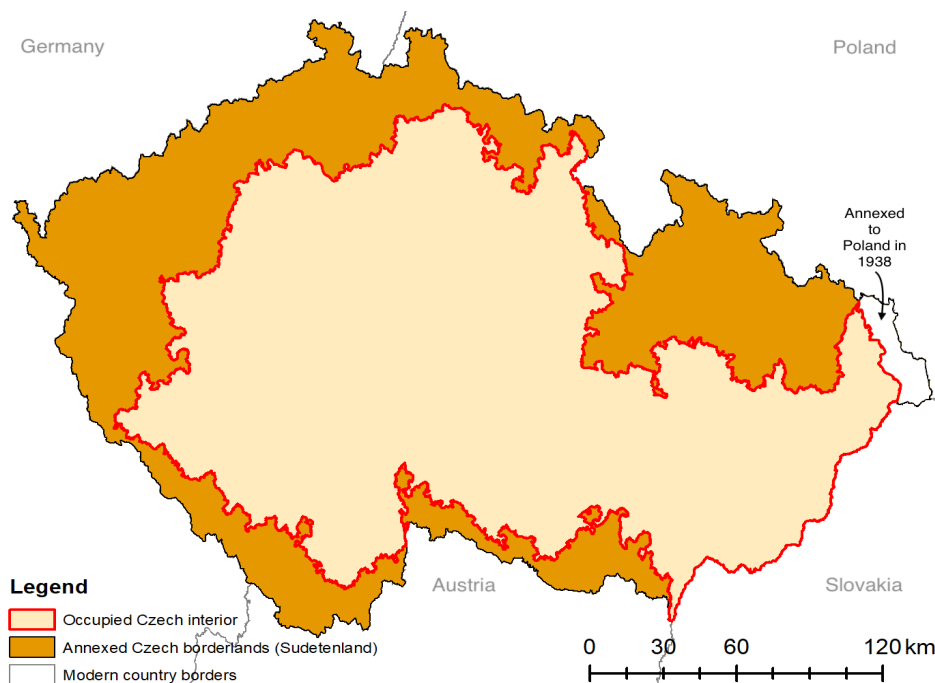 Germany
Poland
Annexed
to
Poland in
1938
Austria
Slovakia
Legend
Occupied Czech interior
Annexed Czech borderlands (Sudetenland)
Modern country borders
0 30 60 120 km